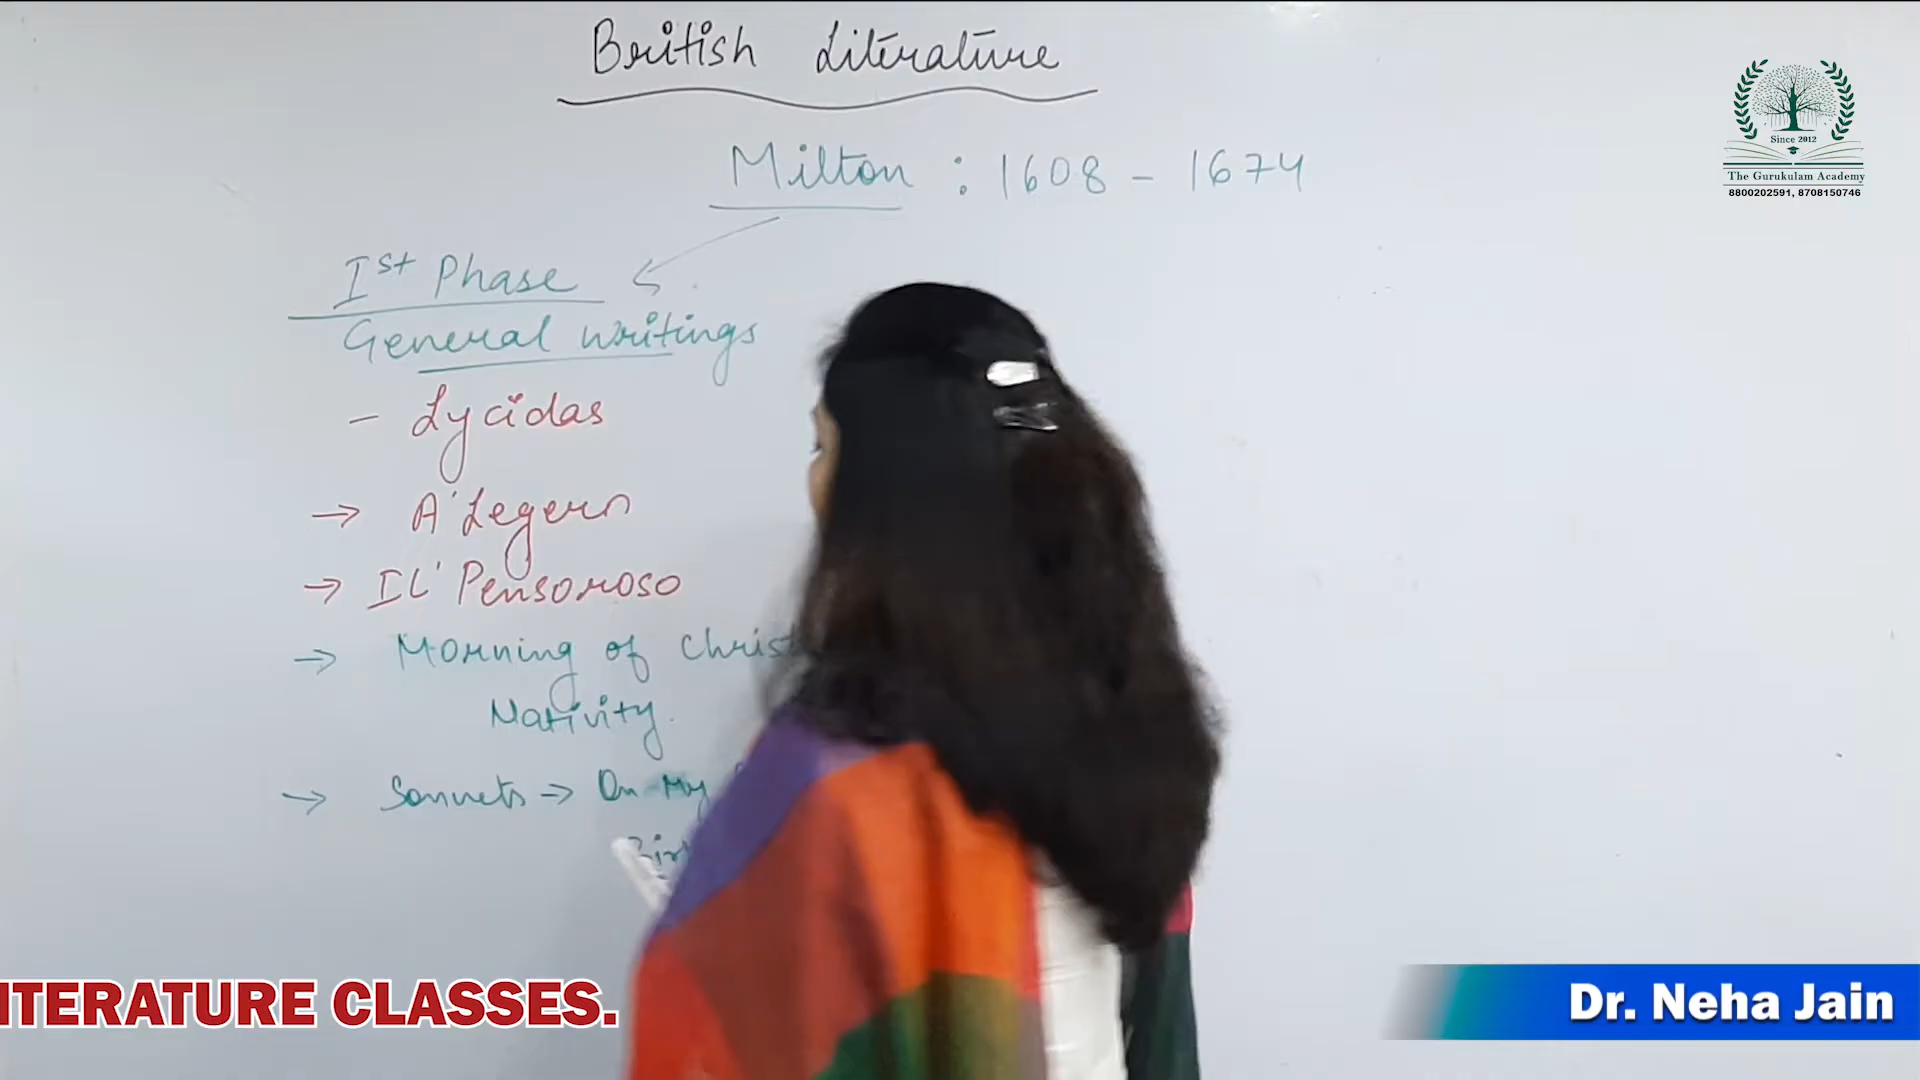 British Literature
Milton : 1608 - 1674
Ist Phase
General writings
- Lycidas
→ A'Legern
→ IL' Pensoroso
→ Morning of Christ
Nativity.
→ Sonnets → On My
Since 2012
The Gurukulam Academy
8800202591, 8708150746
ITERATURE CLASSES.
Dr. Neha Jain